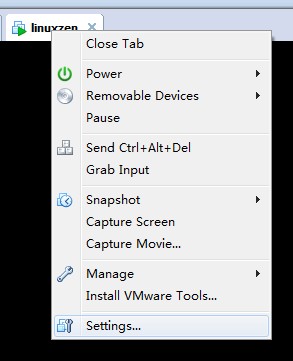 linuxzen
Close Tab
Power
Removable Devices
Pause
Send Ctrl+Alt+Del
Grab Input
Snapshot
Capture Screen
Capture Movie...
Manage
Install VMware Tools...
Settings...